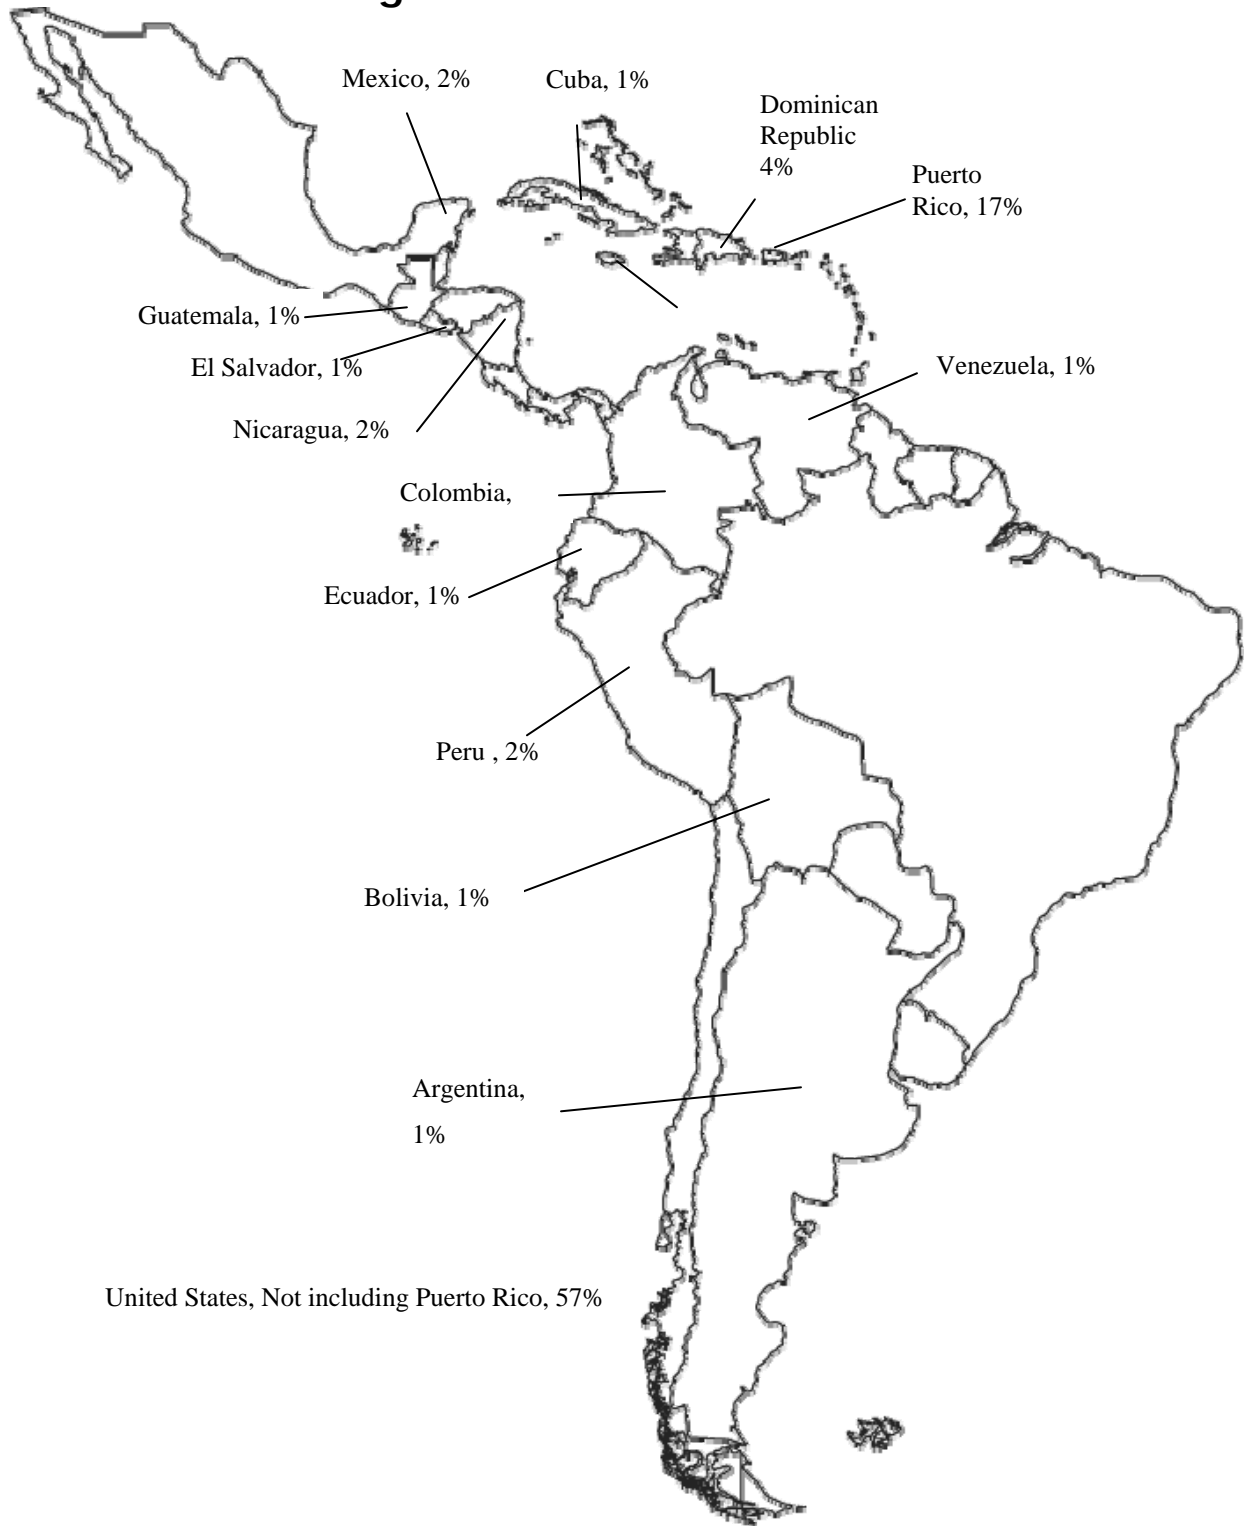 Mexico, 2%
Cuba, 1%
Dominican
Republic
4%
Puerto
Rico, 17%
Guatemala, 1%
El Salvador, 1%
Nicaragua, 2%
Venezuela, 1%
Colombia,
Ecuador, 1%
Peru , 2%
Bolivia, 1%
Argentina,
1%
United States, Not including Puerto Rico, 57%